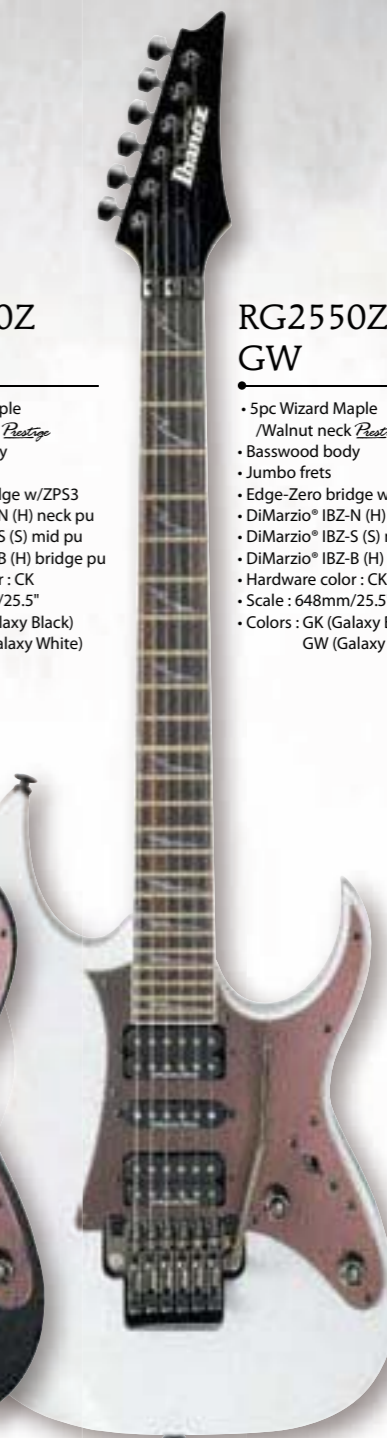 Ibanez
0Z
ple
Prestige
y
dge w/ZPS3
N (H) neck pu
S (S) mid pu
B (H) bridge pu
r : CK
/25.5"
laxy Black)
alaxy White)
RG2550Z
GW
• 5pc Wizard Maple
/Walnut neck Prest
• Basswood body
• Jumbo frets
• Edge-Zero bridge w
• DiMarzio® IBZ-N (H)
• DiMarzio® IBZ-S (S) m
• DiMarzio® IBZ-B (H)
• Hardware color : CK
• Scale : 648mm/25.5
• Colors : GK (Galaxy B
GW (Galaxy